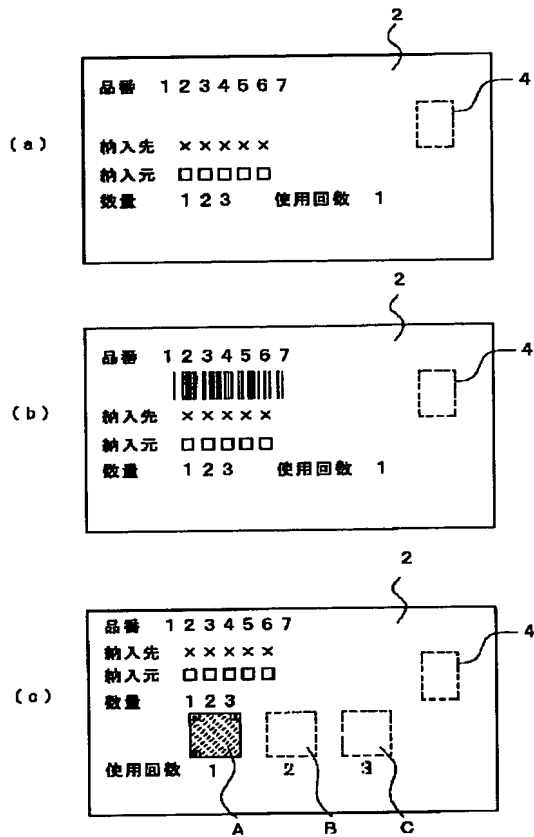 2
品番 1234567
4
(a)
納入先 ×××××
納入元 □□□□□
数量 123 使用回数 1
2
品番 1234567
4
(b)
納入先 ×××××
納入元 □□□□□
数量 123 使用回数 1
2
品番 1234567
4
納入先 ×××××
納入元 □□□□□
(c)
数量 123
使用回数 1 2 3
A B C